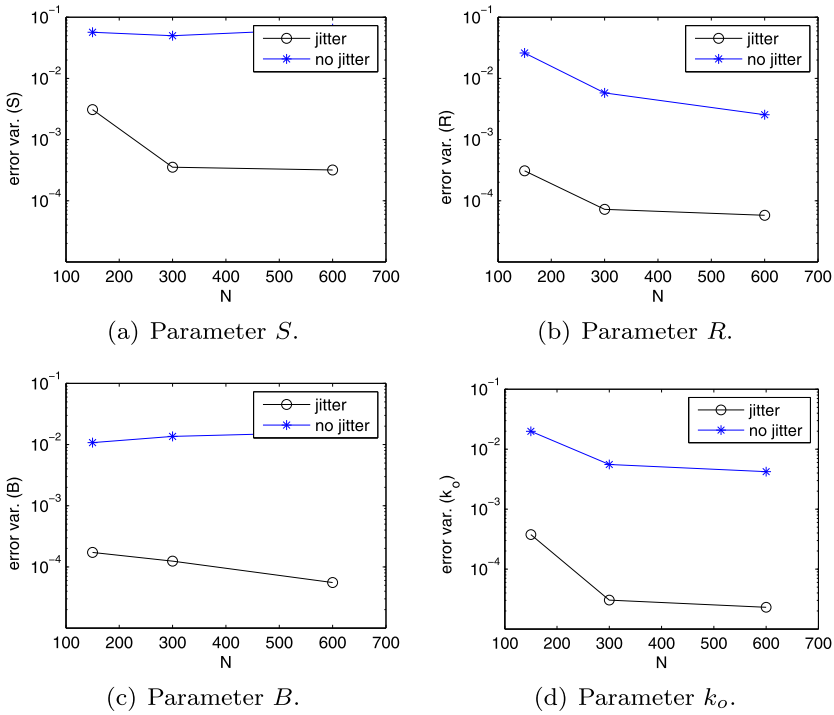 10^-1
10^-2
10^-3
10^-4
error var. (S)
100 200 300 400 500 600 700
N
jitter
no jitter
(a) Parameter S.
10^-1
10^-2
10^-3
10^-4
error var. (R)
100 200 300 400 500 600 700
N
jitter
no jitter
(b) Parameter R.
10^-1
10^-2
10^-3
10^-4
error var. (B)
100 200 300 400 500 600 700
N
jitter
no jitter
(c) Parameter B.
10^-1
10^-2
10^-3
10^-4
error var. (k_o)
100 200 300 400 500 600 700
N
jitter
no jitter
(d) Parameter k_o.